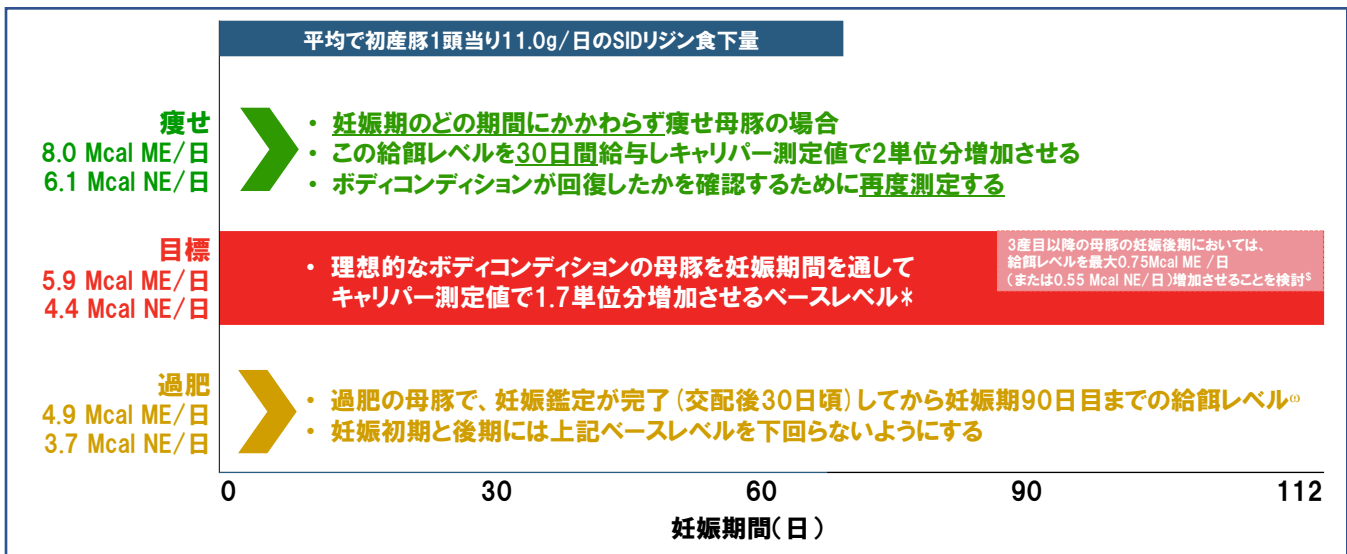 平均で初産豚1頭当り11.0g/日のSIDリジン食下量
痩せ
8.0 Mcal ME/日
6.1 Mcal NE/日
・ 妊娠期のどの期間にかかわらず痩せ母豚の場合
・ この給餌レベルを30日間給与しキャリパー測定値で2単位分増加させる
・ ボディコンディションが回復したかを確認するために再度測定する
目標
5.9 Mcal ME/日
4.4 Mcal NE/日
・ 理想的なボディコンディションの母豚を妊娠期間を通して
キャリパー測定値で1.7単位分増加させるベースレベル*
3産目以降の母豚の妊娠後期においては、
給餌レベルを最大0.75Mcal ME /日
(または0.55 Mcal NE/日)増加させることを検討$
過肥
4.9 Mcal ME/日
3.7 Mcal NE/日
・ 過肥の母豚で、妊娠鑑定が完了(交配後30日頃)してから妊娠期90日目までの給餌レベルω
・ 妊娠初期と後期には上記ベースレベルを下回らないようにする
0 30 60 90 112
妊娠期間(日)